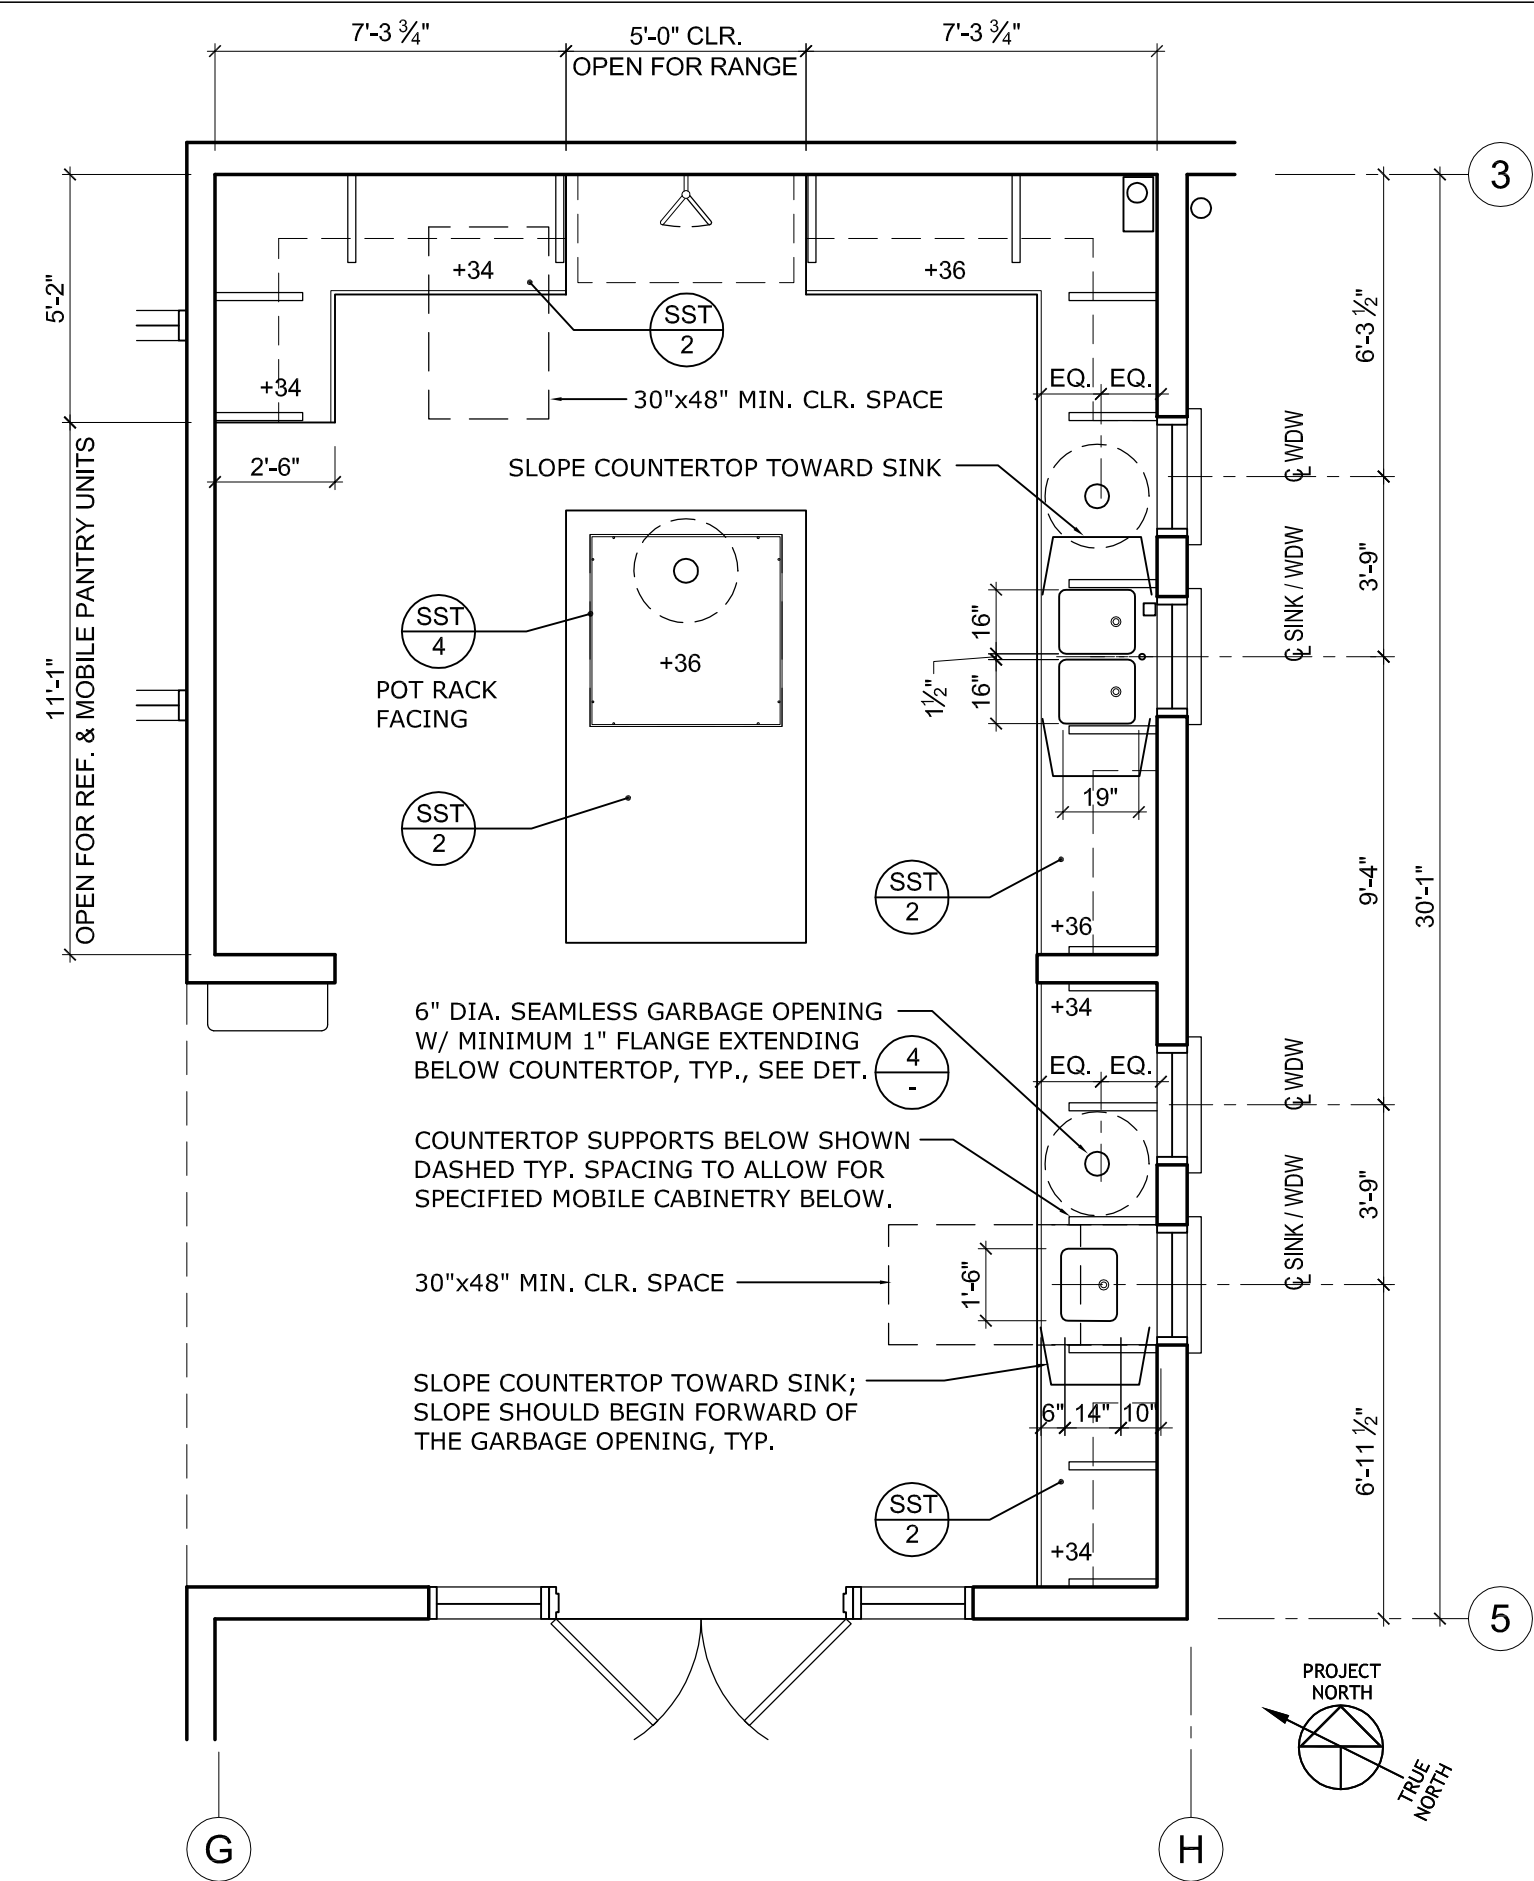 7'-3 ¾"
5'-0" CLR.
OPEN FOR RANGE
7'-3 ¾"
3
5'-2"
+34
+36
SST
2
6'-3 ½"
+34
30"x48" MIN. CLR. SPACE
EQ.
EQ.
2'-6"
SLOPE COUNTERTOP TOWARD SINK
℄ WDW
OPEN FOR REF. & MOBILE PANTRY UNITS
11'-1"
SST
4
POT RACK
FACING
+36
16"
1½"
16"
℄ SINK / WDW
3'-9"
19"
SST
2
SST
2
+36
9'-4"
30'-1"
6" DIA. SEAMLESS GARBAGE OPENING
W/ MINIMUM 1" FLANGE EXTENDING
BELOW COUNTERTOP, TYP., SEE DET.
4
-
+34
EQ.
EQ.
℄ WDW
COUNTERTOP SUPPORTS BELOW SHOWN
DASHED TYP. SPACING TO ALLOW FOR
SPECIFIED MOBILE CABINETRY BELOW.
3'-9"
℄ SINK / WDW
30"x48" MIN. CLR. SPACE
1'-6"
SLOPE COUNTERTOP TOWARD SINK;
SLOPE SHOULD BEGIN FORWARD OF
THE GARBAGE OPENING, TYP.
6"
14"
10"
6'-11 ½"
SST
2
+34
5
PROJECT
NORTH
TRUE
NORTH
G
H